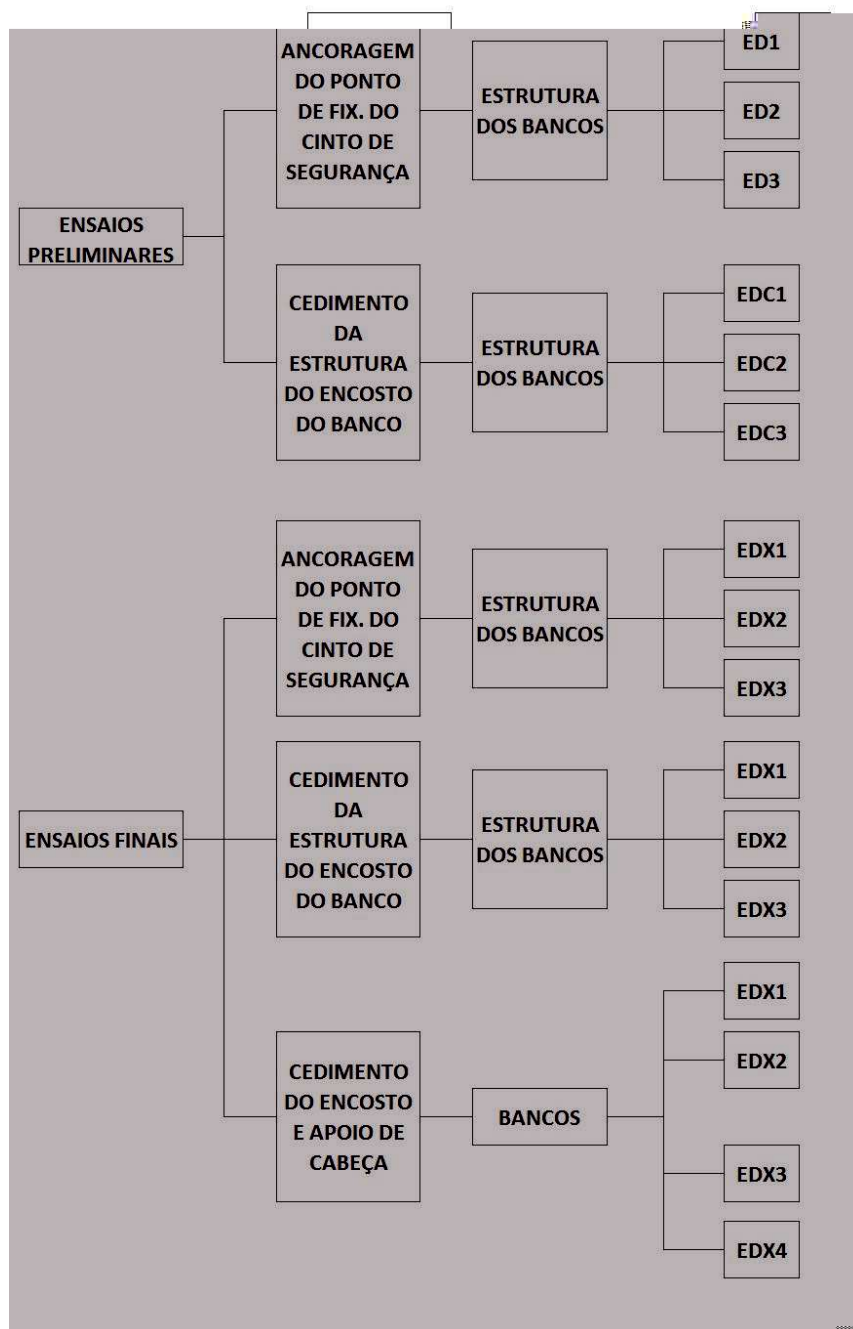 ENSAIOS
PRELIMINARES
ANCORAGEM
DO PONTO
DE FIX. DO
CINTO DE
SEGURANÇA
ESTRUTURA
DOS BANCOS
ED1
ED2
ED3
CEDIMENTO
DA
ESTRUTURA
DO ENCOSTO
DO BANCO
ESTRUTURA
DOS BANCOS
EDC1
EDC2
EDC3
ENSAIOS FINAIS
ANCORAGEM
DO PONTO
DE FIX. DO
CINTO DE
SEGURANÇA
ESTRUTURA
DOS BANCOS
EDX1
EDX2
EDX3
CEDIMENTO
DA
ESTRUTURA
DO ENCOSTO
DO BANCO
ESTRUTURA
DOS BANCOS
EDX1
EDX2
EDX3
CEDIMENTO
DO ENCOSTO
E APOIO DE
CABEÇA
BANCOS
EDX1
EDX2
EDX3
EDX4